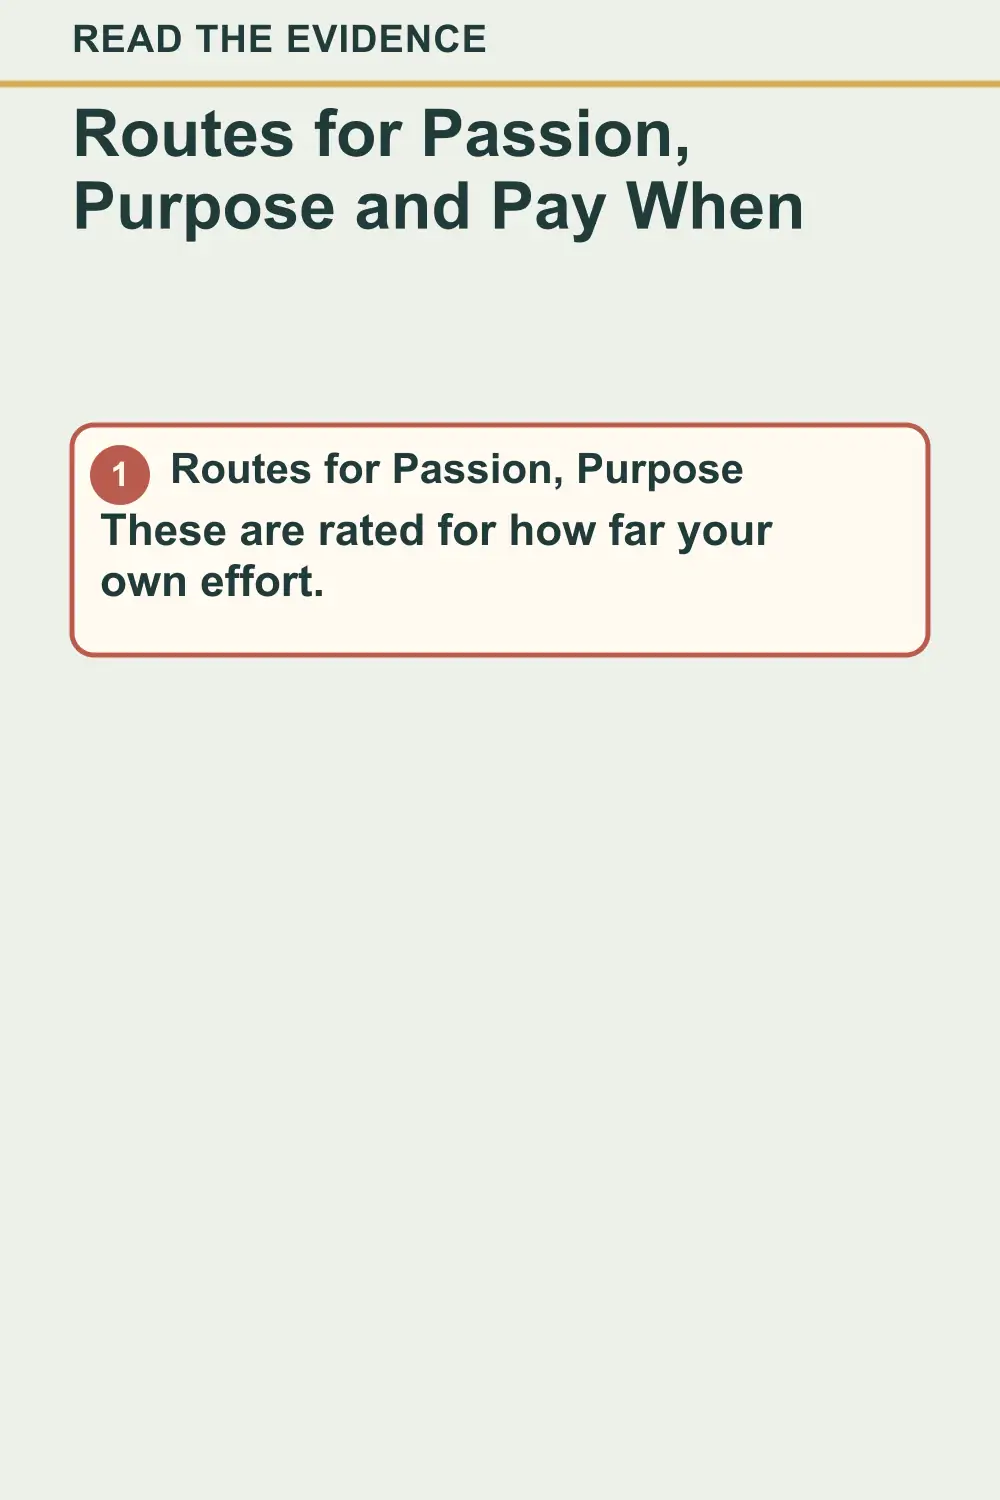 READ THE EVIDENCE
Routes for Passion,
Purpose and Pay When
1 Routes for Passion, Purpose
These are rated for how far your
own effort.